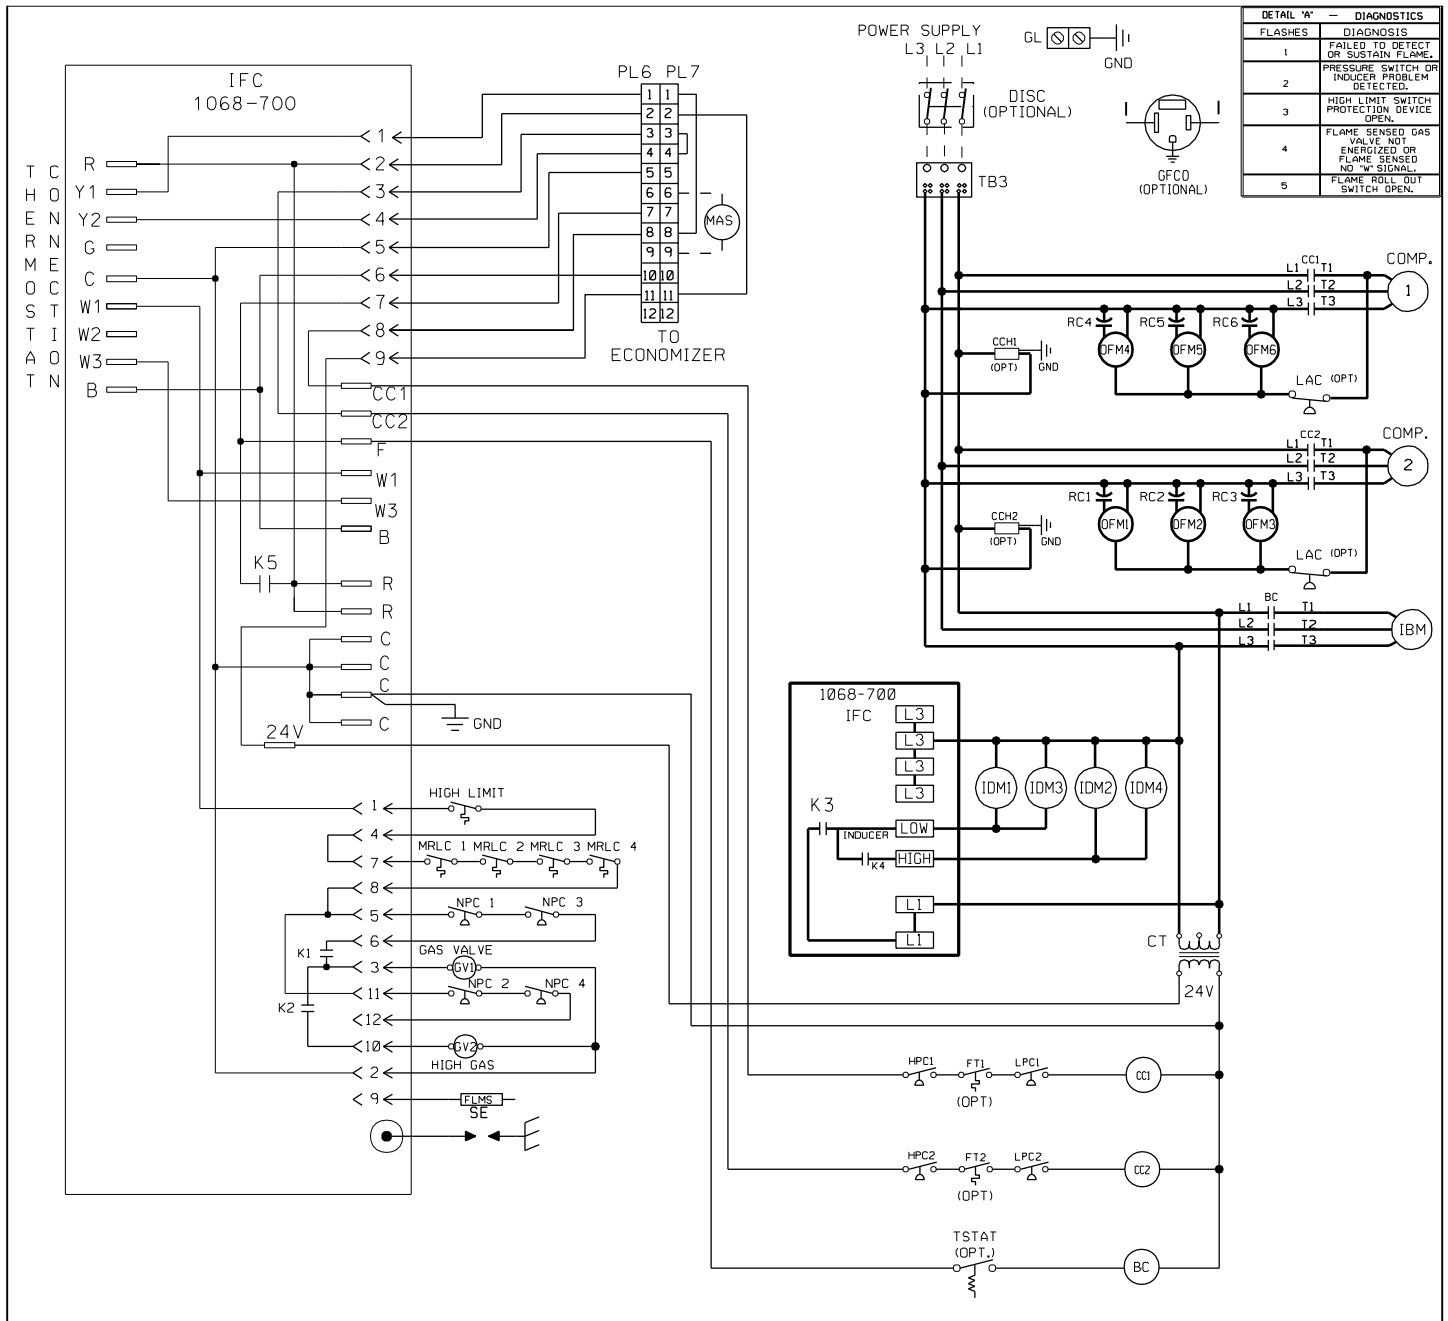 IFC
1068-700
THERMOSTAT
CONNECTION
R
Y1
Y2
G
C
W1
W2
W3
B
1
2
3
4
5
6
7
8
9
CC1
CC2
F
W1
W3
B
K5
R
R
C
C
C
C
GND
24V
1
4
7
8
5
6
3
11
12
10
2
9
HIGH LIMIT
MRLC 1 MRLC 2 MRLC 3 MRLC 4
NPC 1 NPC 3
K1
GAS VALVE
GV1
NPC 2 NPC 4
K2
GV2
HIGH GAS
FLMS
SE
PL6 PL7
1 1
2 2
3 3
4 4
5 5
6 6
7 7
8 8
9 9
10 10
11 11
12 12
MAS
TO
ECONOMIZER
POWER SUPPLY
L3 L2 L1
GL
GND
DISC
(OPTIONAL)
TB3
GFCO
(OPTIONAL)
DETAIL "A" — DIAGNOSTICS
FLASHES DIAGNOSIS
1 FAILED TO DETECT
OR SUSTAIN FLAME.
2 PRESSURE SWITCH OR
INDUCER PROBLEM
DETECTED.
3 HIGH LIMIT SWITCH
PROTECTION DEVICE
OPEN.
4 FLAME SENSED GAS
VALVE NOT
ENERGIZED OR
FLAME SENSED
NO "W" SIGNAL.
5 FLAME ROLL OUT
SWITCH OPEN.
COMP.
CC1
L1 T1
L2 T2
L3 T3
1
RC4 RC5 RC6
OFM4 OFM5 OFM6
CCH1
(OPT)
GND
LAC (OPT)
COMP.
CC2
L1 T1
L2 T2
L3 T3
2
RC1 RC2 RC3
OFM1 OFM2 OFM3
CCH2
(OPT)
GND
LAC (OPT)
BC
L1 T1
L2 T2
L3 T3
IBM
1068-700
IFC
L3
L3
L3
L3
K3
INDUCER
LOW
HIGH
K4
L1
L1
IDM1 IDM3 IDM2 IDM4
CT
24V
HPC1 FT1 LPC1
(OPT)
CC1
HPC2 FT2 LPC2
(OPT)
CC2
TSTAT
(OPT.)
BC